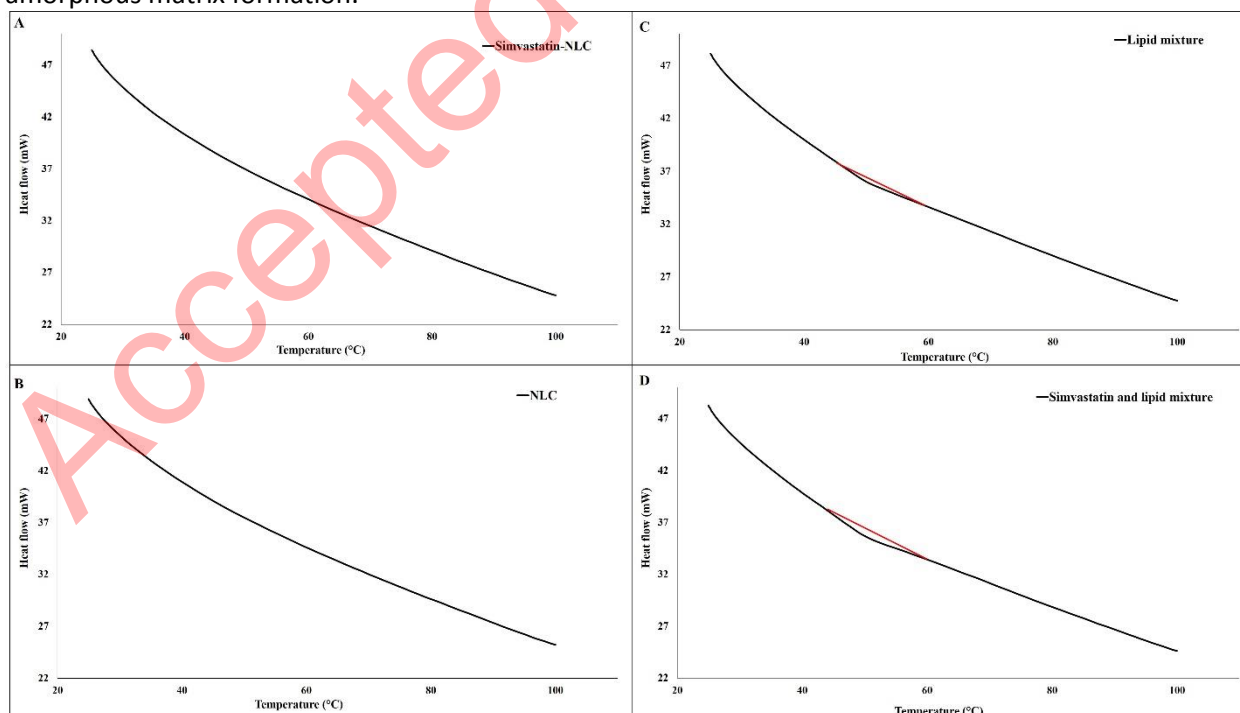 amorphous matrix formation.
A
Simvastatin-NLC
47
42
37
32
27
22
Heat flow (mW)
20 40 60 80 100
Temperature (°C)
C
Lipid mixture
47
42
37
32
27
22
Heat flow (mW)
20 40 60 80 100
Temperature (°C)
B
NLC
47
42
37
32
27
22
Heat flow (mW)
20 40 60 80 100
Temperature (°C)
D
Simvastatin and lipid mixture
47
42
37
32
27
22
Heat flow (mW)
20 40 60 80 100
Temperature (°C)
Accepted